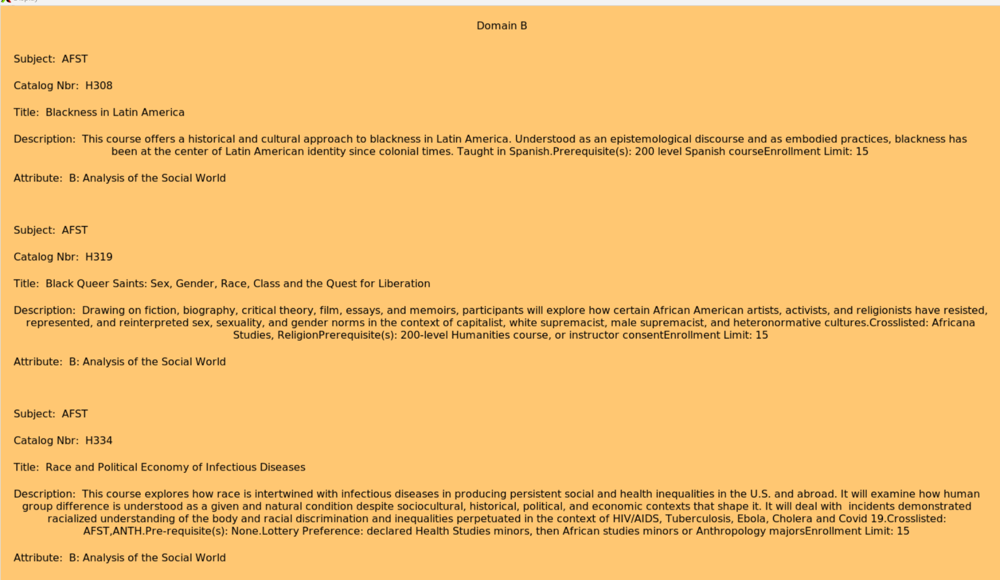 Display
Domain B
Subject:  AFST
Catalog Nbr:  H308
Title:  Blackness in Latin America
Description:  This course offers a historical and cultural approach to blackness in Latin America. Understood as an epistemological discourse and as embodied practices, blackness has
been at the center of Latin American identity since colonial times. Taught in Spanish.Prerequisite(s): 200 level Spanish courseEnrollment Limit: 15
Attribute:  B: Analysis of the Social World
Subject:  AFST
Catalog Nbr:  H319
Title:  Black Queer Saints: Sex, Gender, Race, Class and the Quest for Liberation
Description:  Drawing on fiction, biography, critical theory, film, essays, and memoirs, participants will explore how certain African American artists, activists, and religionists have resisted,
represented, and reinterpreted sex, sexuality, and gender norms in the context of capitalist, white supremacist, male supremacist, and heteronormative cultures.Crosslisted: Africana
Studies, ReligionPrerequisite(s): 200-level Humanities course, or instructor consentEnrollment Limit: 15
Attribute:  B: Analysis of the Social World
Subject:  AFST
Catalog Nbr:  H334
Title:  Race and Political Economy of Infectious Diseases
Description:  This course explores how race is intertwined with infectious diseases in producing persistent social and health inequalities in the U.S. and abroad. It will examine how human
group difference is understood as a given and natural condition despite sociocultural, historical, political, and economic contexts that shape it. It will deal with  incidents demonstrated
racialized understanding of the body and racial discrimination and inequalities perpetuated in the context of HIV/AIDS, Tuberculosis, Ebola, Cholera and Covid 19.Crosslisted:
AFST,ANTH.Pre-requisite(s): None.Lottery Preference: declared Health Studies minors, then African studies minors or Anthropology majorsEnrollment Limit: 15
Attribute:  B: Analysis of the Social World